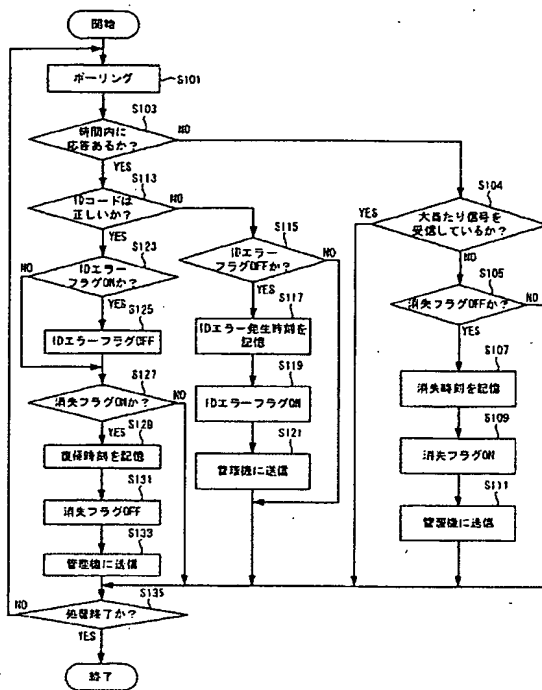 開始
ポーリング
S101
S103
時間内に
応答あるか?
NO
YES
S113
IDコードは
正しいか?
NO
YES
S123
IDエラー
フラグONか?
NO
YES
S125
IDエラーフラグOFF
S127
消失フラグONか?
NO
YES
S129
復帰時刻を記憶
S131
消失フラグOFF
S133
管理機に送信
S135
処理終了か?
NO
YES
終了
S115
IDエラー
フラグOFFか?
NO
YES
S117
IDエラー発生時刻を
記憶
S119
IDエラーフラグON
S121
管理機に送信
S104
大当たり信号を
受信しているか?
YES
NO
S105
消失フラグOFFか?
NO
YES
S107
消失時刻を記憶
S109
消失フラグON
S111
管理機に送信